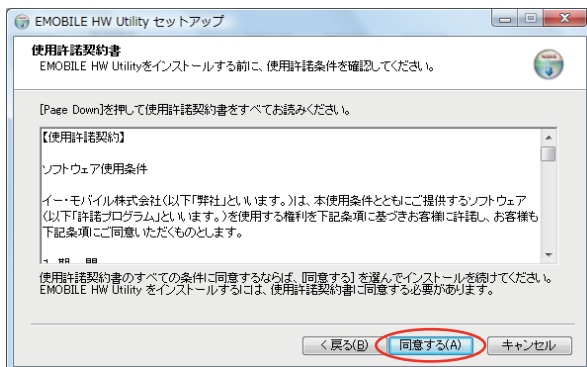 EMOBILE HW Utility セットアップ
使用許諾契約書
EMOBILE HW Utilityをインストールする前に、使用許諾条件を確認してください。
[Page Down]を押して使用許諾契約書をすべてお読みください。
【使用許諾契約】
ソフトウェア使用条件
イー・モバイル株式会社(以下「弊社」といいます。)は、本使用条件とともにご提供するソフトウェア
(以下「許諾プログラム」といいます。)を使用する権利を下記条項に基づきお客様に許諾し、お客様も
下記条項にご同意いただくものとします。
使用許諾契約書のすべての条件に同意するならば、[同意する] を選んでインストールを続けてください。
EMOBILE HW Utility をインストールするには、使用許諾契約書に同意する必要があります。
< 戻る(B)
同意する(A)
キャンセル